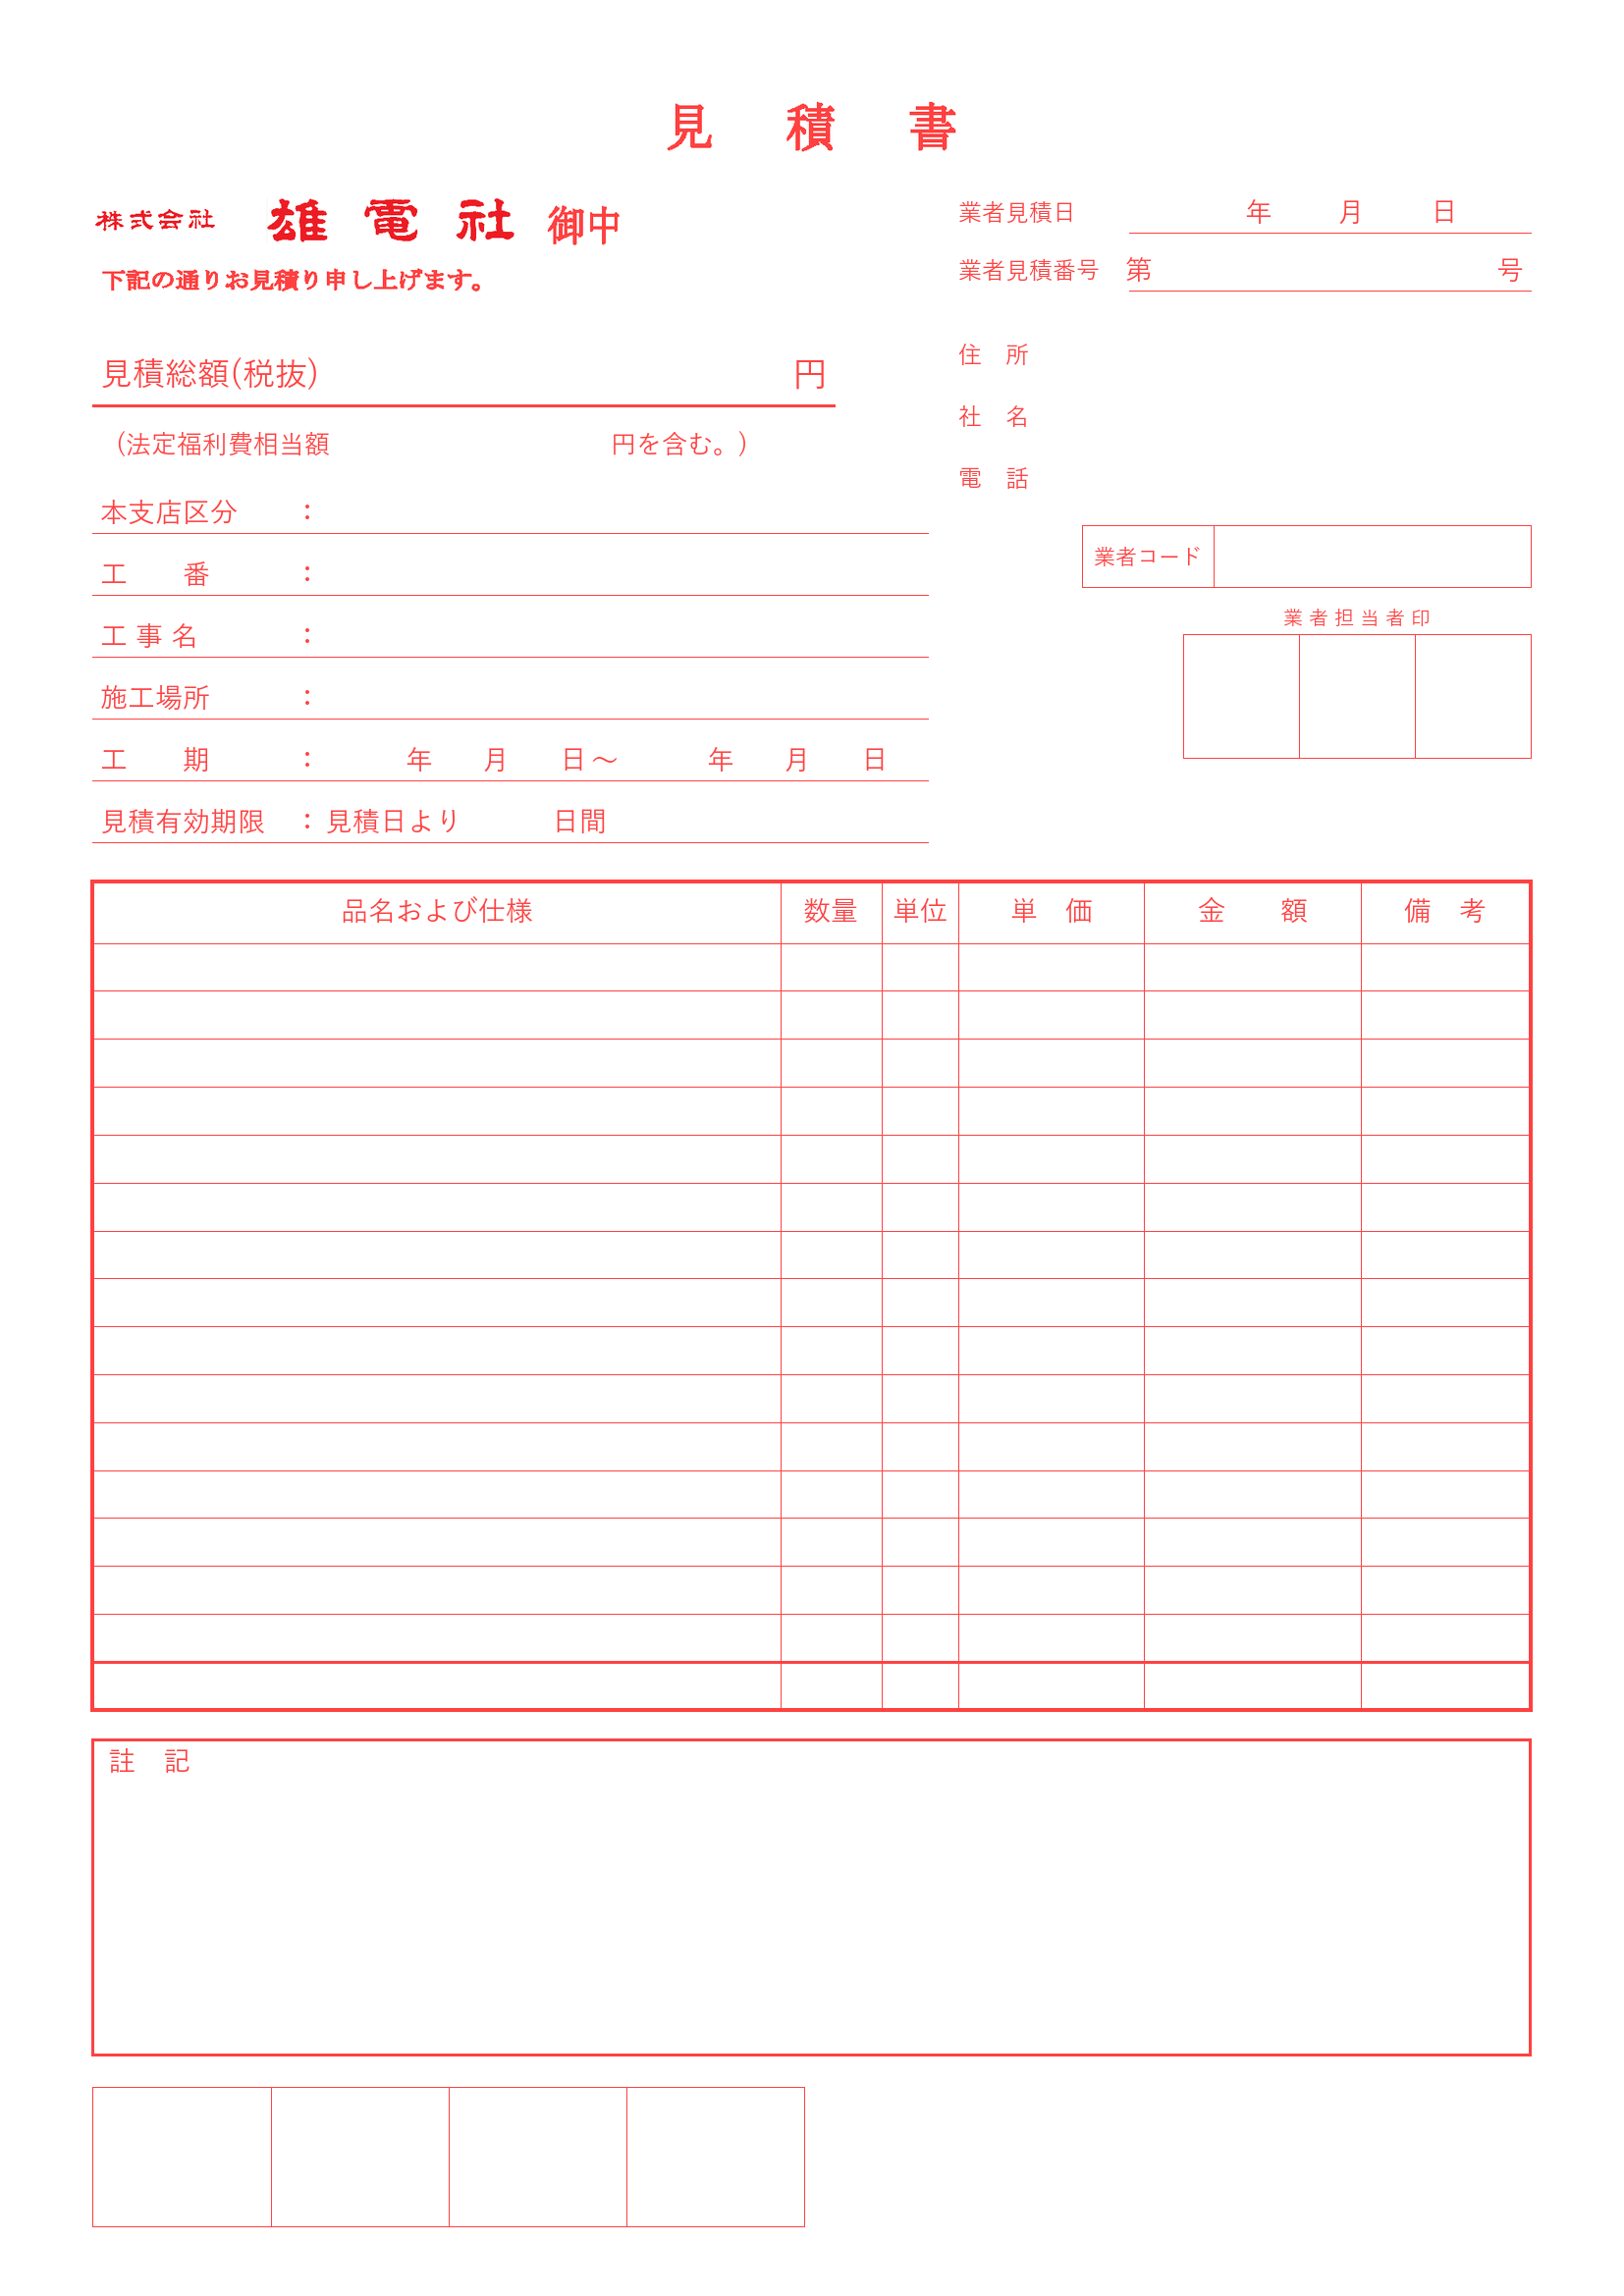 見 積 書
株式会社 雄電社 御中
下記の通りお見積り申し上げます。
見積総額(税抜) 円
（法定福利費相当額 円を含む。）
本支店区分 ：
工 番 ：
工 事 名 ：
施工場所 ：
工 期 ： 年 月 日～ 年 月 日
見積有効期限 ：見積日より 日間
業者見積日 年 月 日
業者見積番号 第 号
住 所
社 名
電 話
業者コード
業者担当者印
品名および仕様 数量 単位 単 価 金 額 備 考
註 記